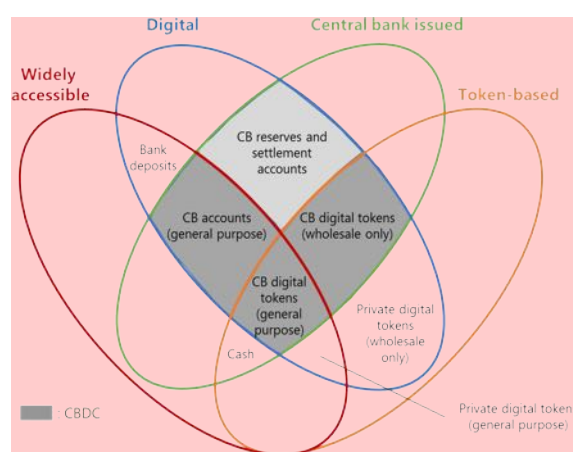 Digital
Central bank issued
Widely
accessible
Token-based
Bank
deposits
CB reserves and
settlement
accounts
CB accounts
(general purpose)
CB digital tokens
(wholesale only)
CB digital
tokens
(general
purpose)
Private digital
tokens
(wholesale
only)
Cash
: CBDC
Private digital token
(general purpose)